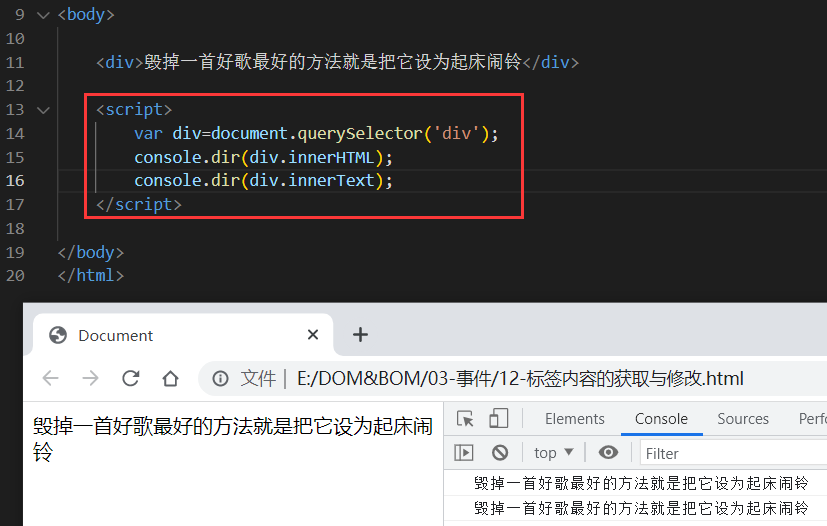 9 <body>
10
11 <div>毁掉一首好歌最好的方法就是把它设为起床闹铃</div>
12
13 <script>
14 var div=document.querySelector('div');
15 console.dir(div.innerHTML);
16 console.dir(div.innerText);
17 </script>
18
19 </body>
20 </html>
Document
文件 | E:/DOM&BOM/03-事件/12-标签内容的获取与修改.html
毁掉一首好歌最好的方法就是把它设为起床闹
铃
Elements Console Sources Perfo
top Filter
毁掉一首好歌最好的方法就是把它设为起床闹铃
毁掉一首好歌最好的方法就是把它设为起床闹铃